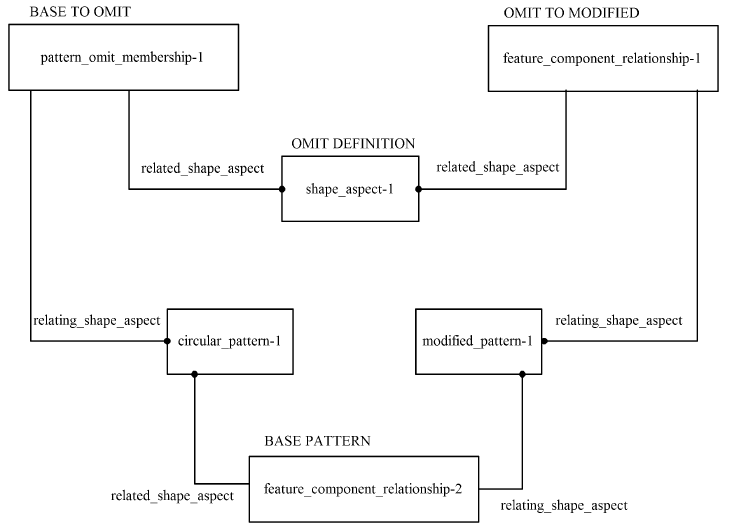 BASE TO OMIT
OMIT TO MODIFIED
pattern_omit_membership-1
feature_component_relationship-1
OMIT DEFINITION
related_shape_aspect
related_shape_aspect
shape_aspect-1
relating_shape_aspect
relating_shape_aspect
circular_pattern-1
modified_pattern-1
BASE PATTERN
related_shape_aspect
feature_component_relationship-2
relating_shape_aspect